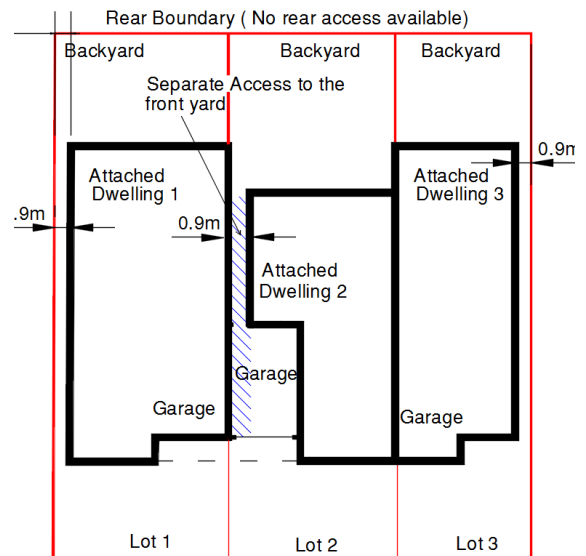 Rear Boundary ( No rear access available)
Backyard
Backyard
Backyard
Separate Access to the
front yard
0.9m
Attached
Dwelling 1
Attached
Dwelling 3
.9m
0.9m
Attached
Dwelling 2
Garage
Garage
Garage
Lot 1
Lot 2
Lot 3